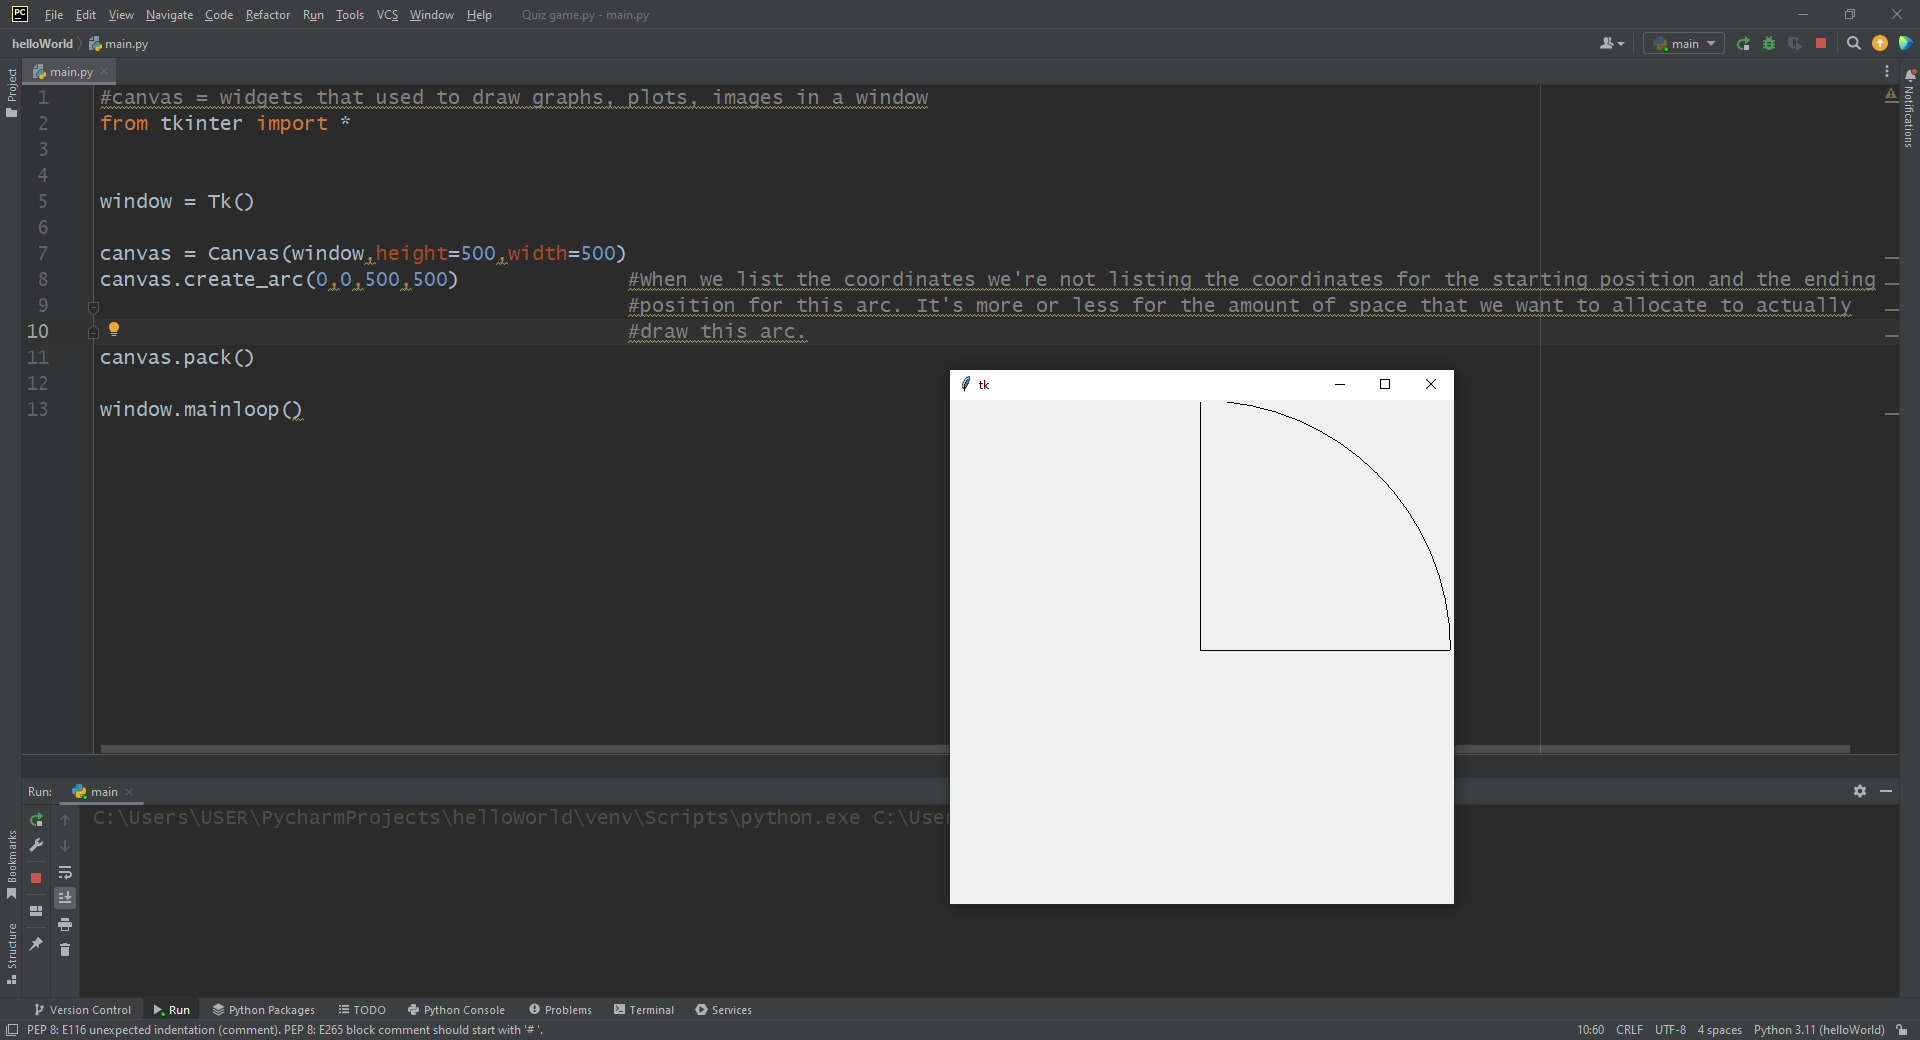 PC File Edit View Navigate Code Refactor Run Tools VCS Window Help Quiz game.py - main.py
helloWorld main.py main
main.py
Project
Notifications
1 #canvas = widgets that used to draw graphs, plots, images in a window
2 from tkinter import *
3
4
5 window = Tk()
6
7 canvas = Canvas(window,height=500,width=500)
8 canvas.create_arc(0,0,500,500) #When we list the coordinates we're not listing the coordinates for the starting position and the ending
9 #position for this arc. It's more or less for the amount of space that we want to allocate to actually
10 #draw this arc.
11 canvas.pack()
12
13 window.mainloop()
tk
Run: main
C:\Users\USER\PycharmProjects\helloWorld\venv\Scripts\python.exe C:\User
Bookmarks
Structure
Version Control Run Python Packages TODO Python Console Problems Terminal Services
PEP 8: E116 unexpected indentation (comment). PEP 8: E265 block comment should start with '# '. 10:60 CRLF UTF-8 4 spaces Python 3.11 (helloWorld)